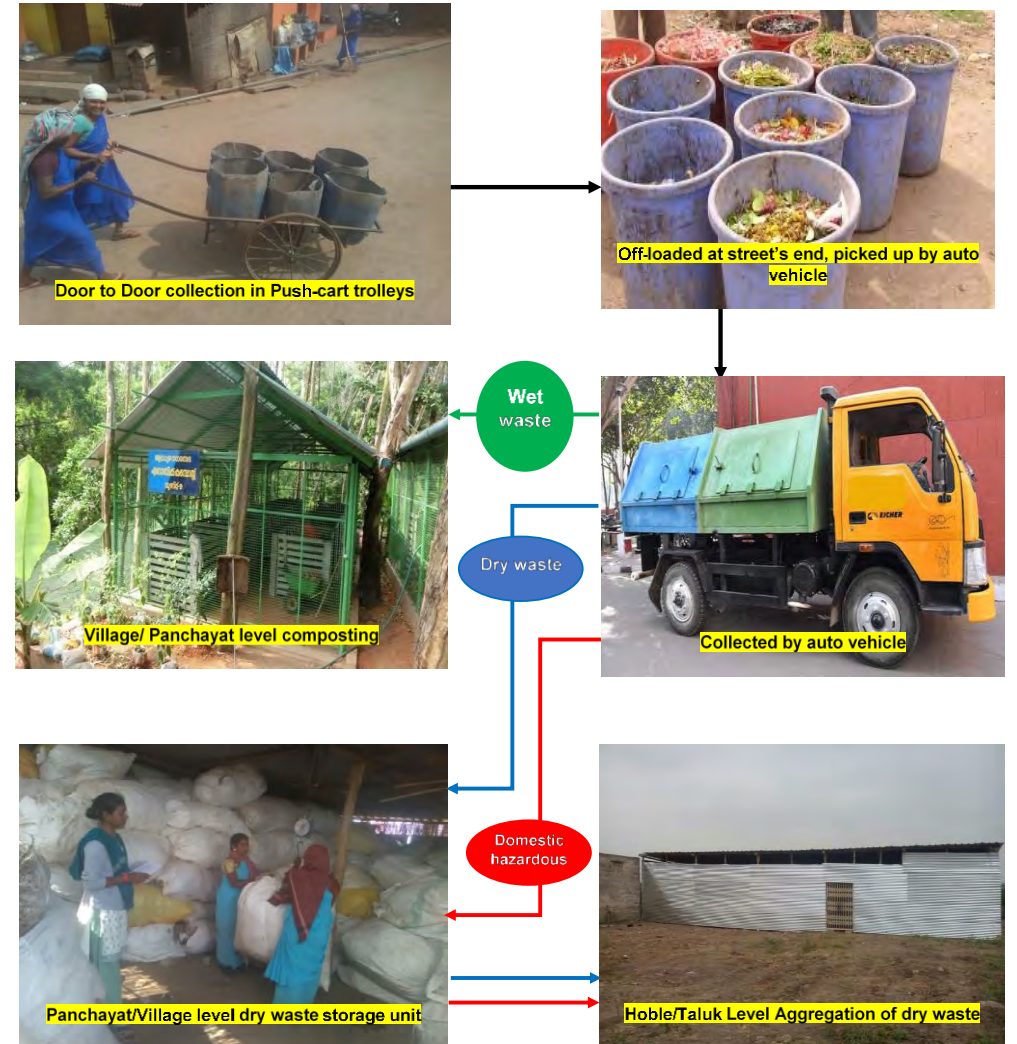 Door to Door collection in Push-cart trolleys
Off-loaded at street's end, picked up by auto
vehicle
Wet
waste
EICHER
Dry waste
Village/ Panchayat level composting
Collected by auto vehicle
Domestic
hazardous
Panchayat/Village level dry waste storage unit
Hoble/Taluk Level Aggregation of dry waste